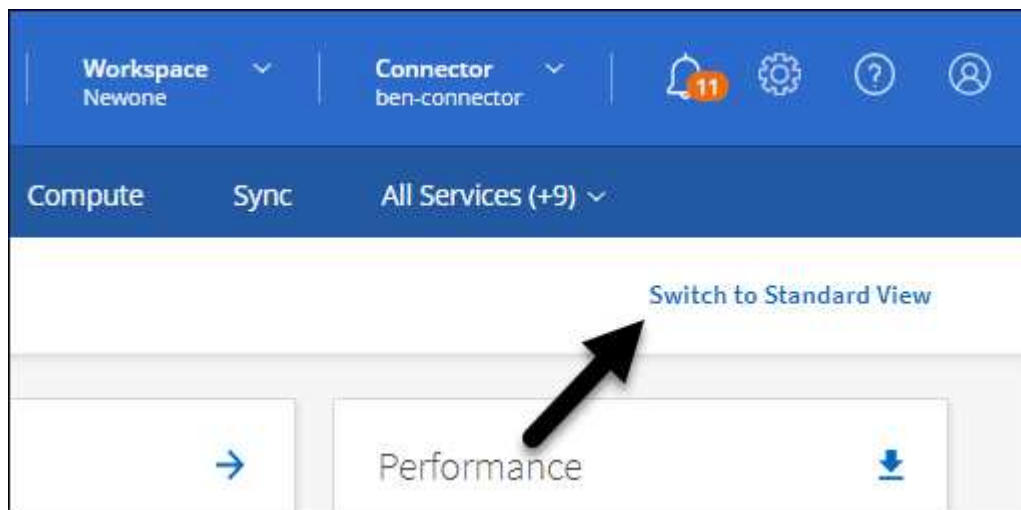 Workspace
Newone
Connector
ben-connector
11
?
Compute Sync All Services (+9)
Switch to Standard View
Performance